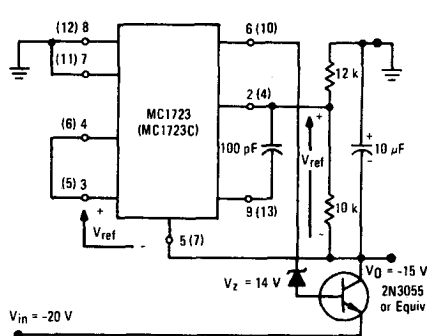 (12) 8
6 (10)
(11) 7
12 k
MC1723
(MC1723C)
2 (4)
+
+
(6) 4
100 pF
Vref
10 µF
-
(5) 3
10 k
+
9 (13)
Vref
-
5 (7)
-
VO = -15 V
Vz = 14 V
2N3055
or Equiv
Vin = -20 V